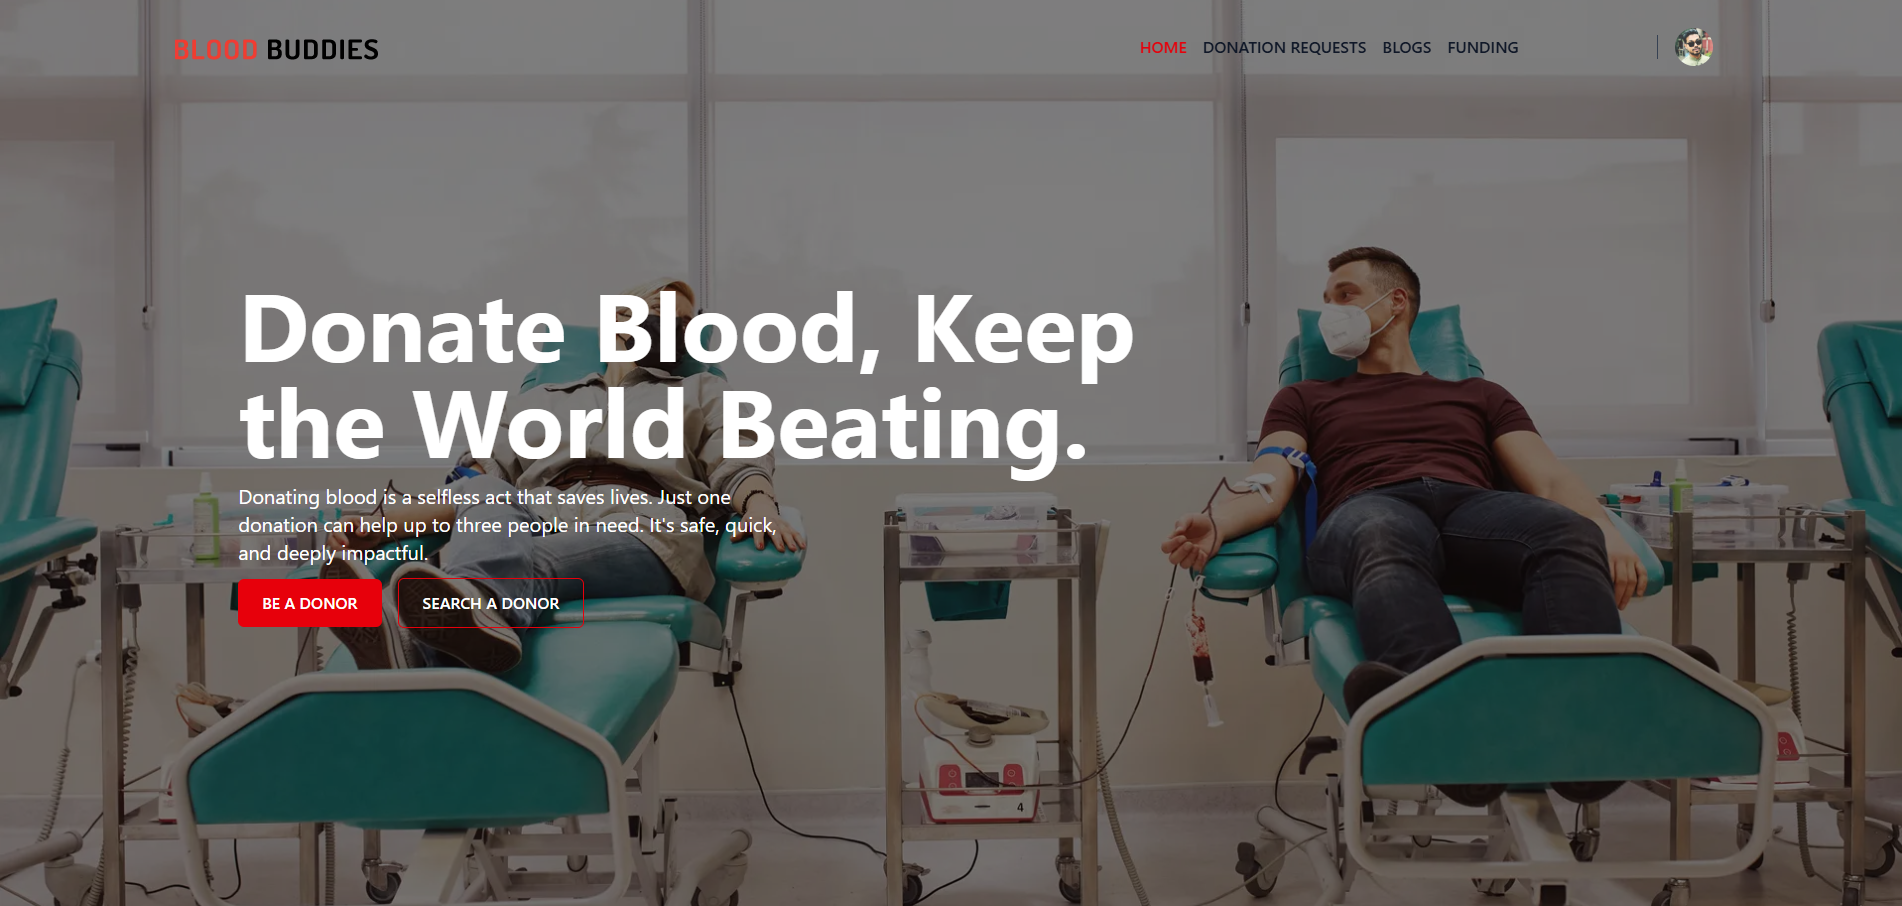 BLOOD BUDDIES
HOME DONATION REQUESTS BLOGS FUNDING
Donate Blood, Keep
the World Beating.
Donating blood is a selfless act that saves lives. Just one
donation can help up to three people in need. It's safe, quick,
and deeply impactful.
BE A DONOR SEARCH A DONOR
4